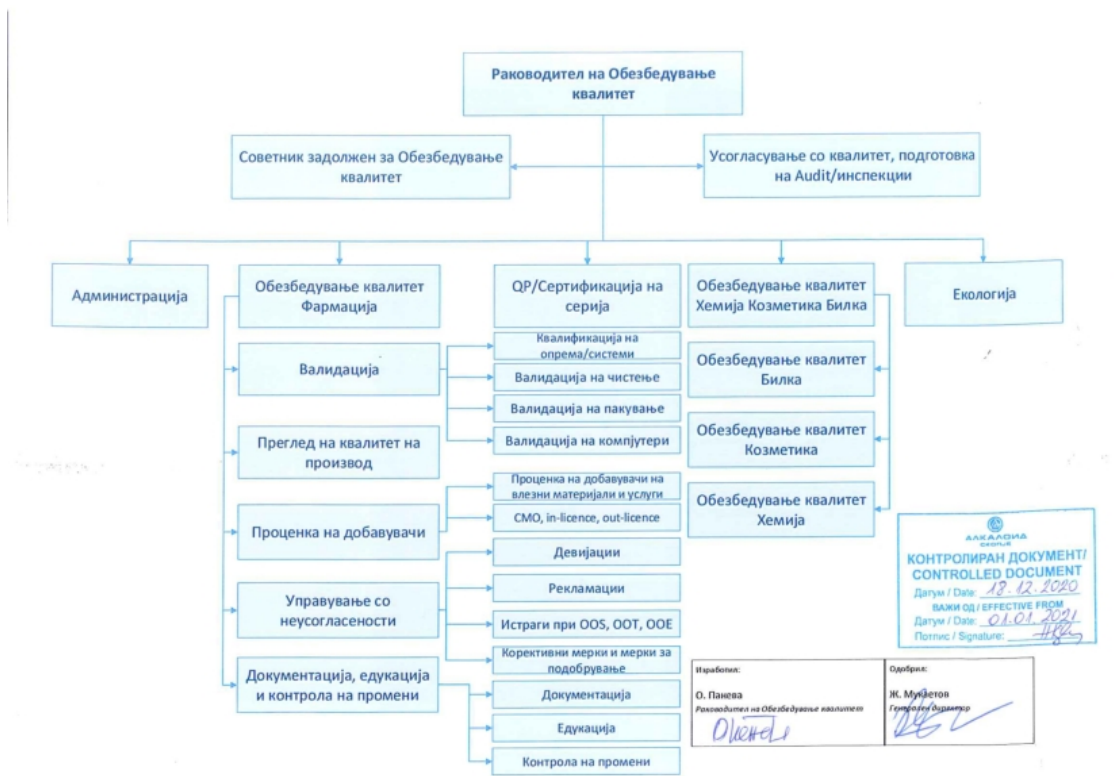 Раководител на Обезбедување
квалитет
Советник задолжен за Обезбедување
квалитет
Усогласување со квалитет, подготовка
на Audit/инспекции
Администрација
Обезбедување квалитет
Фармација
QP/Сертификација на
серија
Обезбедување квалитет
Хемија Козметика Билка
Екологија
Валидација
Квалификација на
опрема/системи
Валидација на чистење
Валидација на пакување
Валидација на компјутери
Преглед на квалитет на
производ
Проценка на добавувачи
Проценка на добавувачи на
влезни материјали и услуги
CMO, in-licence, out-licence
Управување со
неусогласености
Девијации
Рекламации
Истраги при OOS, OOT, OOE
Корективни мерки и мерки за
подобрување
Документација, едукација
и контрола на промени
Документација
Едукација
Контрола на промени
Обезбедување квалитет
Билка
Обезбедување квалитет
Козметика
Обезбедување квалитет
Хемија
АЛКАЛОИД
СКОПЈЕ
КОНТРОЛИРАН ДОКУМЕНТ/
CONTROLLED DOCUMENT
Датум / Date: 18.12.2020
ВАЖИ ОД / EFFECTIVE FROM
Датум / Date: 01.01.2021
Потпис / Signature:
Изработил:
О. Панева
Раководител на Обезбедување квалитет
Одобрил:
Ж. Мукаетов
Генерален директор